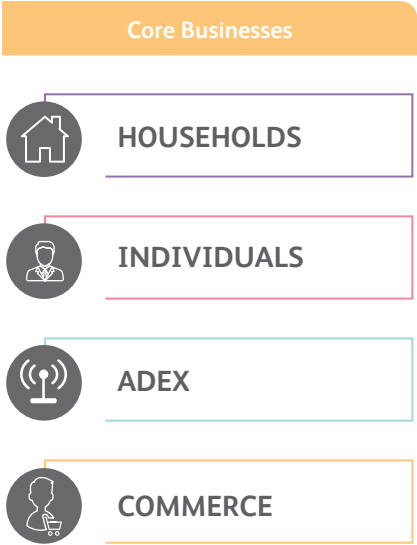 Core Businesses
HOUSEHOLDS
INDIVIDUALS
ADEX
COMMERCE